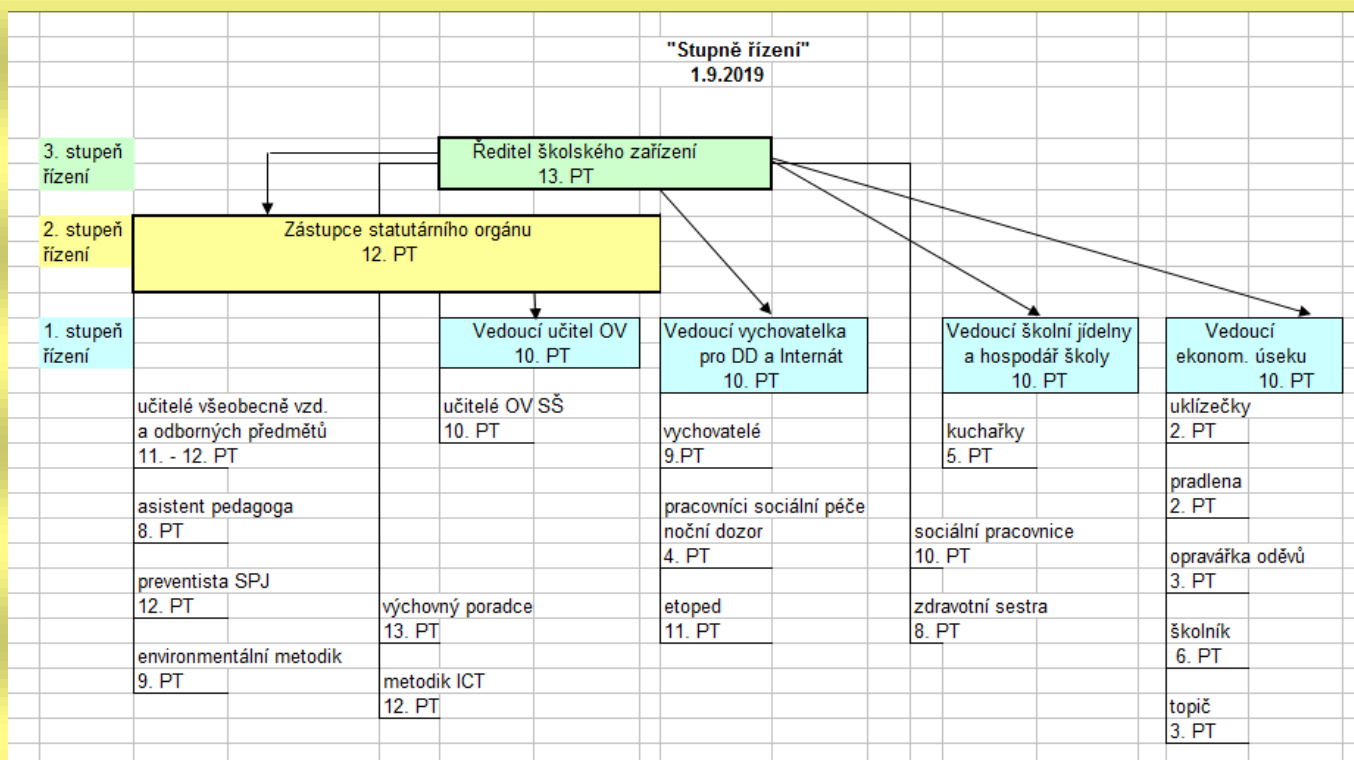 "Stupně řízení"
1.9.2019
3. stupeň
řízení
Ředitel školského zařízení
13. PT
2. stupeň
řízení
Zástupce statutárního orgánu
12. PT
1. stupeň
řízení
Vedoucí učitel OV
10. PT
Vedoucí vychovatelka
pro DD a Internát
10. PT
Vedoucí školní jídelny
a hospodář školy
10. PT
Vedoucí
ekonom. úseku
10. PT
učitelé všeobecně vzd.
a odborných předmětů
11. - 12. PT
asistent pedagoga
8. PT
preventista SPJ
12. PT
environmentální metodik
9. PT
výchovný poradce
13. PT
metodik ICT
12. PT
učitelé OV SŠ
10. PT
vychovatelé
9.PT
pracovníci sociální péče
noční dozor
4. PT
etoped
11. PT
kuchařky
5. PT
sociální pracovnice
10. PT
zdravotní sestra
8. PT
uklízečky
2. PT
pradlena
2. PT
opravářka oděvů
3. PT
školník
6. PT
topič
3. PT